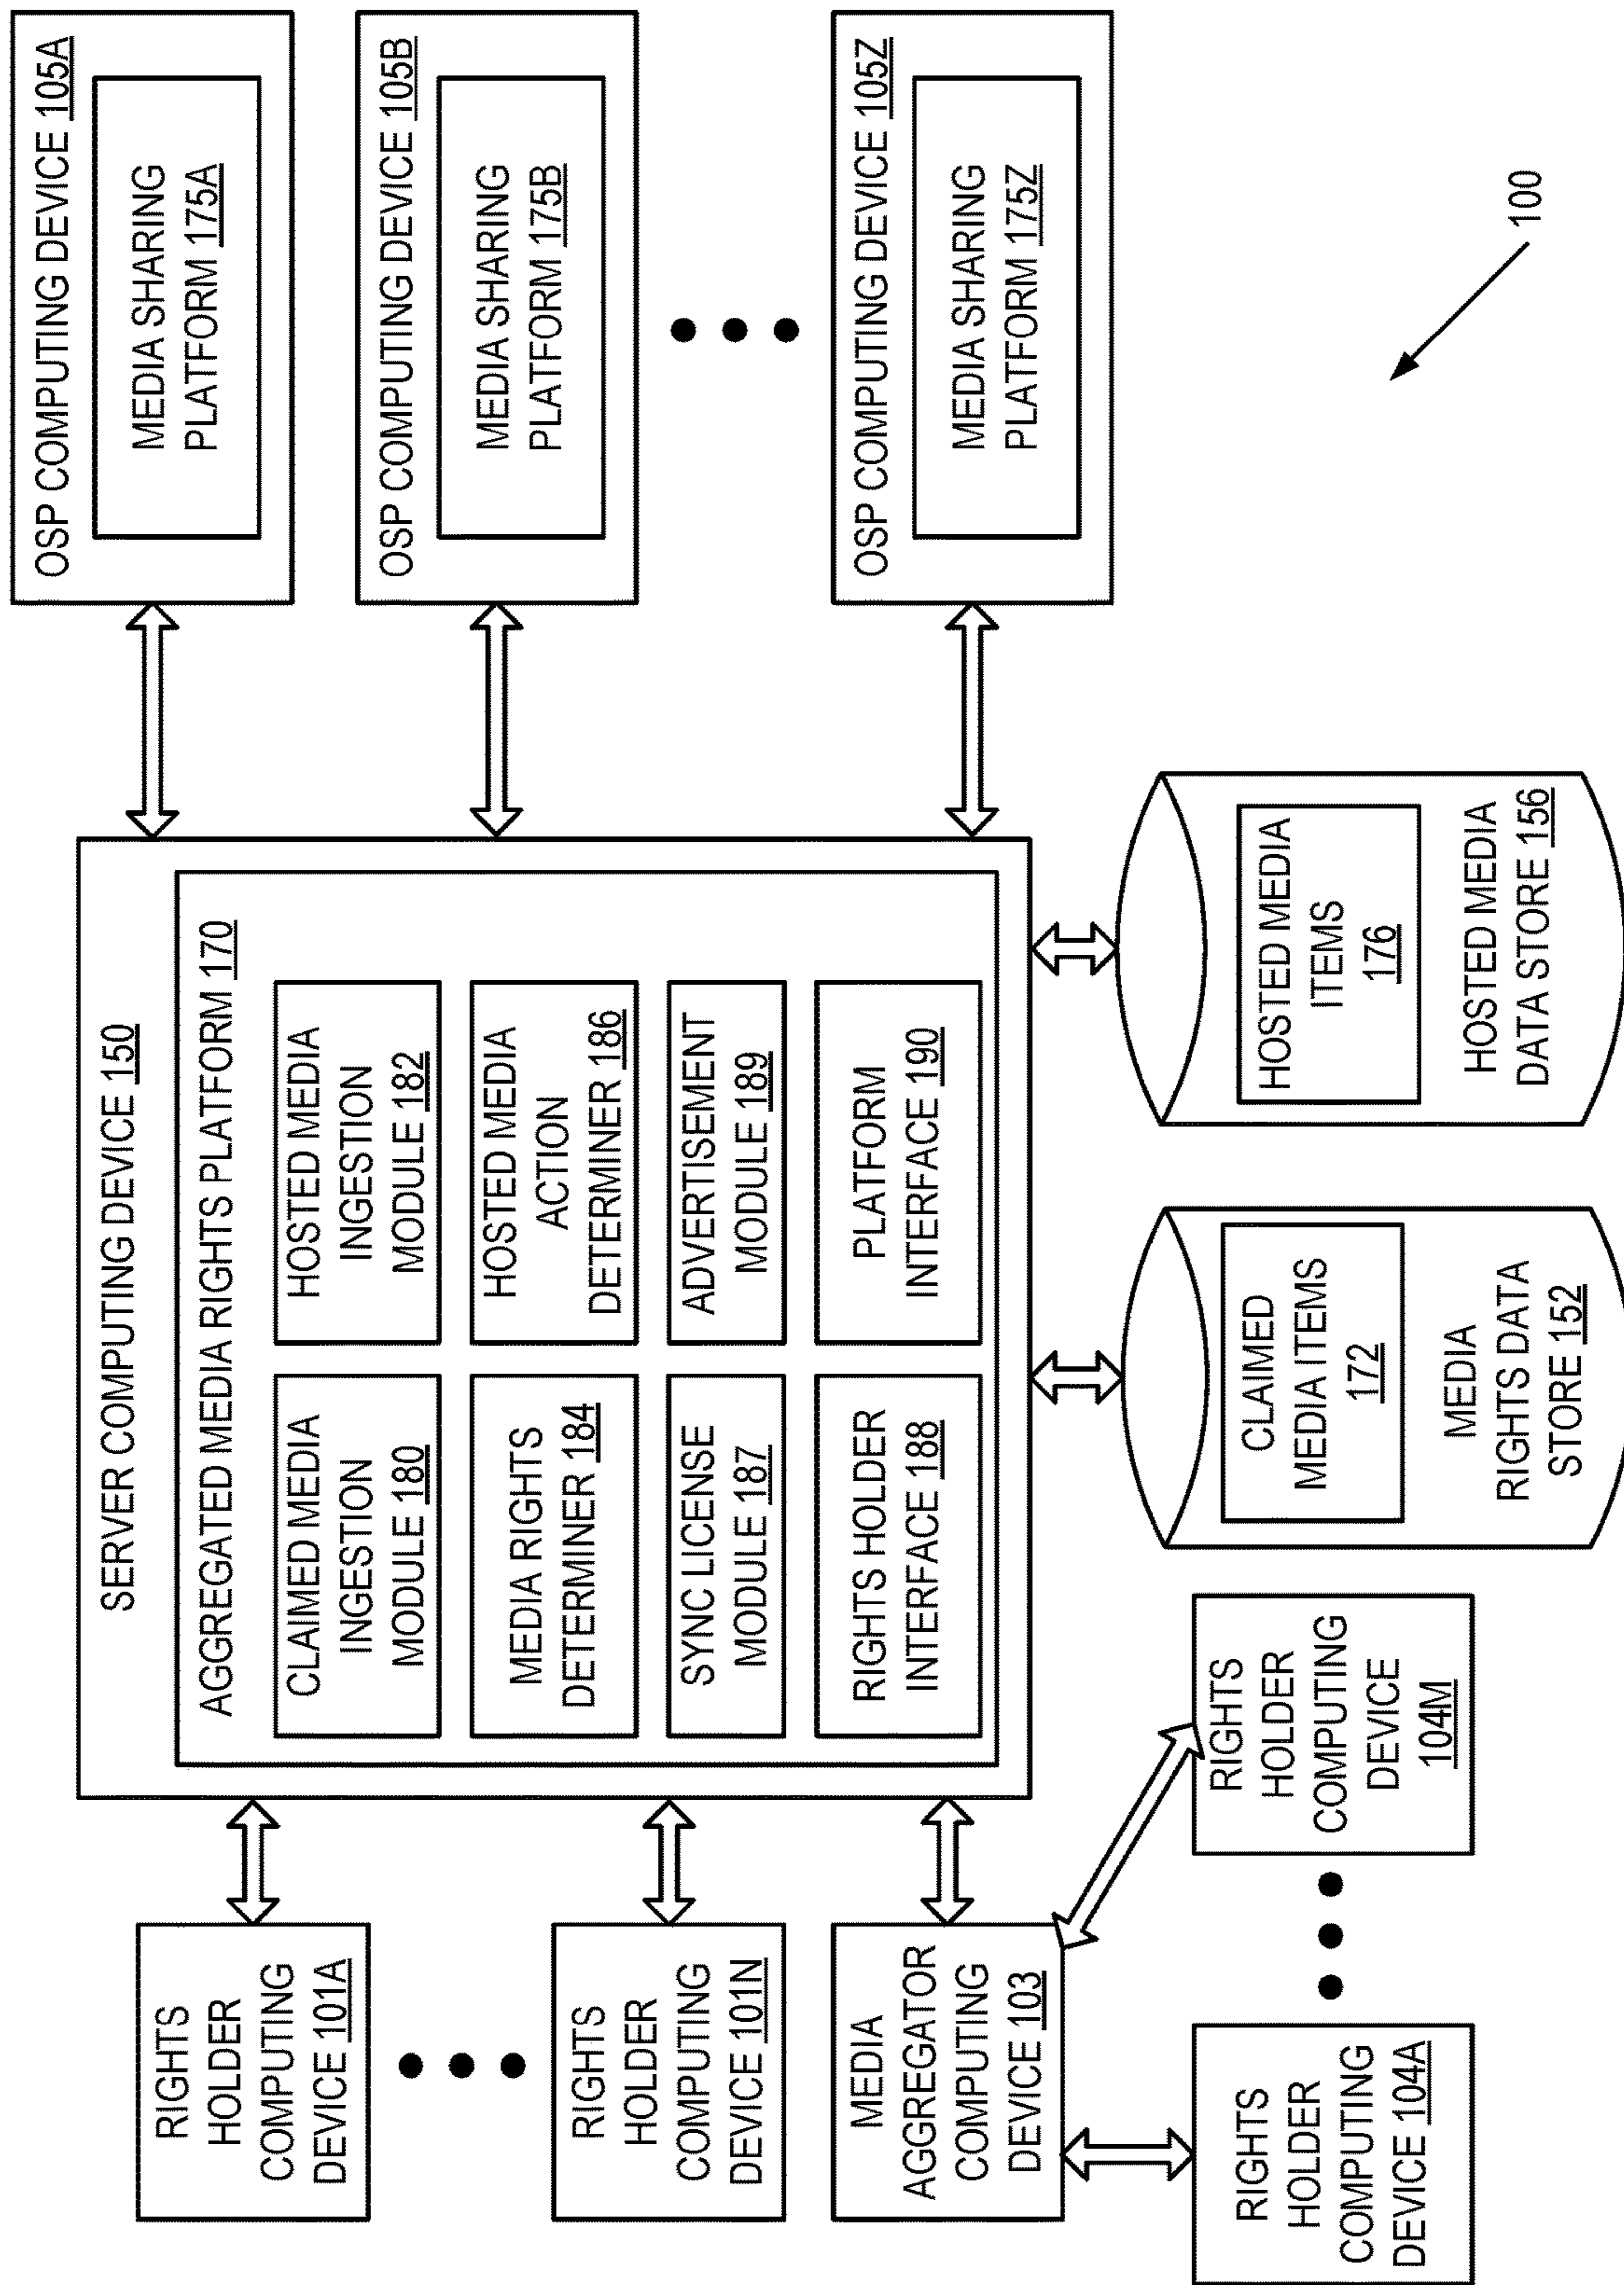 RIGHTS
HOLDER
COMPUTING
DEVICE 101A
RIGHTS
HOLDER
COMPUTING
DEVICE 101N
MEDIA
AGGREGATOR
COMPUTING
DEVICE 103
RIGHTS
HOLDER
COMPUTING
DEVICE 104A
RIGHTS
HOLDER
COMPUTING
DEVICE
104M
SERVER COMPUTING DEVICE 150
AGGREGATED MEDIA RIGHTS PLATFORM 170
CLAIMED MEDIA
INGESTION
MODULE 180
HOSTED MEDIA
INGESTION
MODULE 182
MEDIA RIGHTS
DETERMINER 184
HOSTED MEDIA
ACTION
DETERMINER 186
SYNC LICENSE
MODULE 187
ADVERTISEMENT
MODULE 189
RIGHTS HOLDER
INTERFACE 188
PLATFORM
INTERFACE 190
CLAIMED
MEDIA ITEMS
172
MEDIA
RIGHTS DATA
STORE 152
HOSTED MEDIA
ITEMS
176
HOSTED MEDIA
DATA STORE 156
OSP COMPUTING DEVICE 105A
MEDIA SHARING
PLATFORM 175A
OSP COMPUTING DEVICE 105B
MEDIA SHARING
PLATFORM 175B
OSP COMPUTING DEVICE 105Z
MEDIA SHARING
PLATFORM 175Z
100